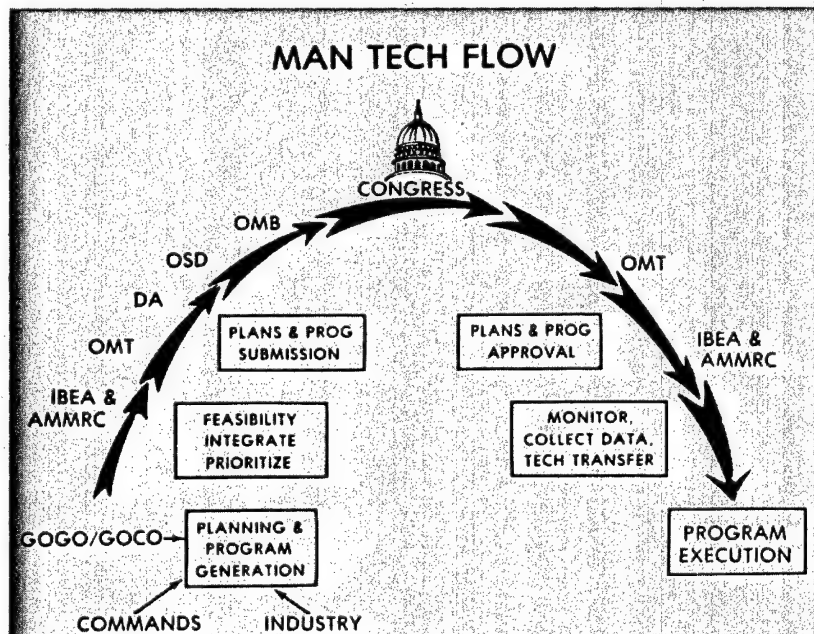 MAN TECH FLOW
CONGRESS
OMB
OSD
DA
OMT
IBEA &
AMMRC
OMT
IBEA &
AMMRC
PLANS & PROG
SUBMISSION
PLANS & PROG
APPROVAL
FEASIBILITY
INTEGRATE
PRIORITIZE
MONITOR,
COLLECT DATA,
TECH TRANSFER
GOGO/GOCO
PLANNING &
PROGRAM
GENERATION
PROGRAM
EXECUTION
COMMANDS
INDUSTRY